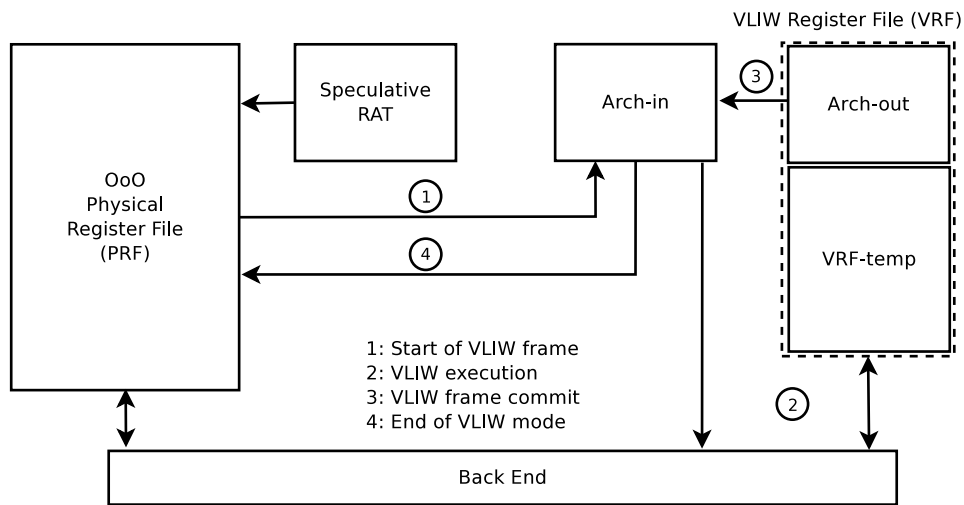 VLIW Register File (VRF)
Speculative
RAT
Arch-in
3
Arch-out
OoO
Physical
Register File
(PRF)
1
4
VRF-temp
1: Start of VLIW frame
2: VLIW execution
3: VLIW frame commit
4: End of VLIW mode
2
Back End